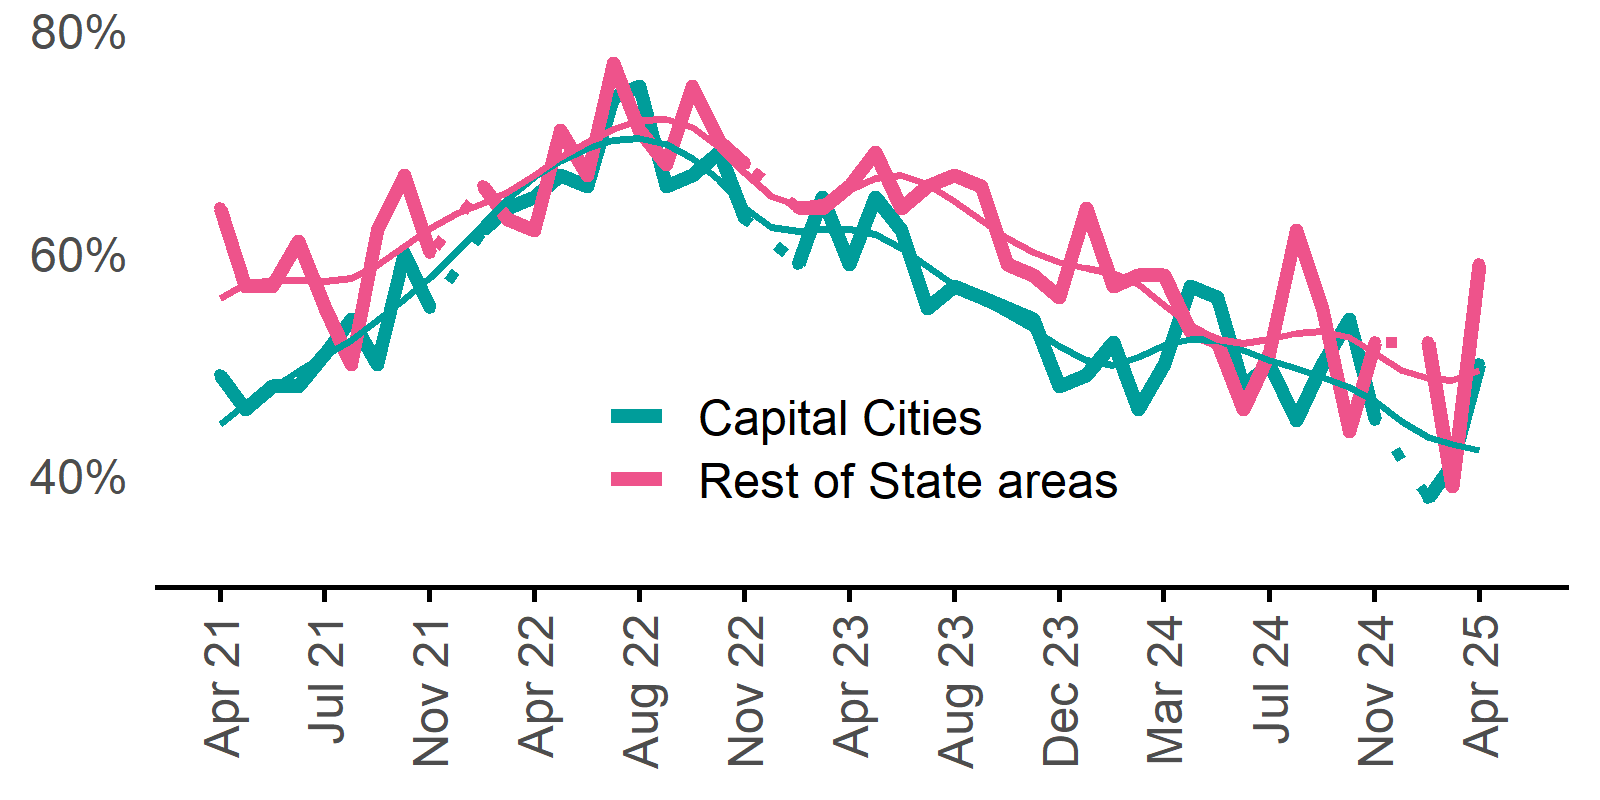 80%
60%
40%
Capital Cities
Rest of State areas
Apr 21
Jul 21
Nov 21
Apr 22
Aug 22
Nov 22
Apr 23
Aug 23
Dec 23
Mar 24
Jul 24
Nov 24
Apr 25